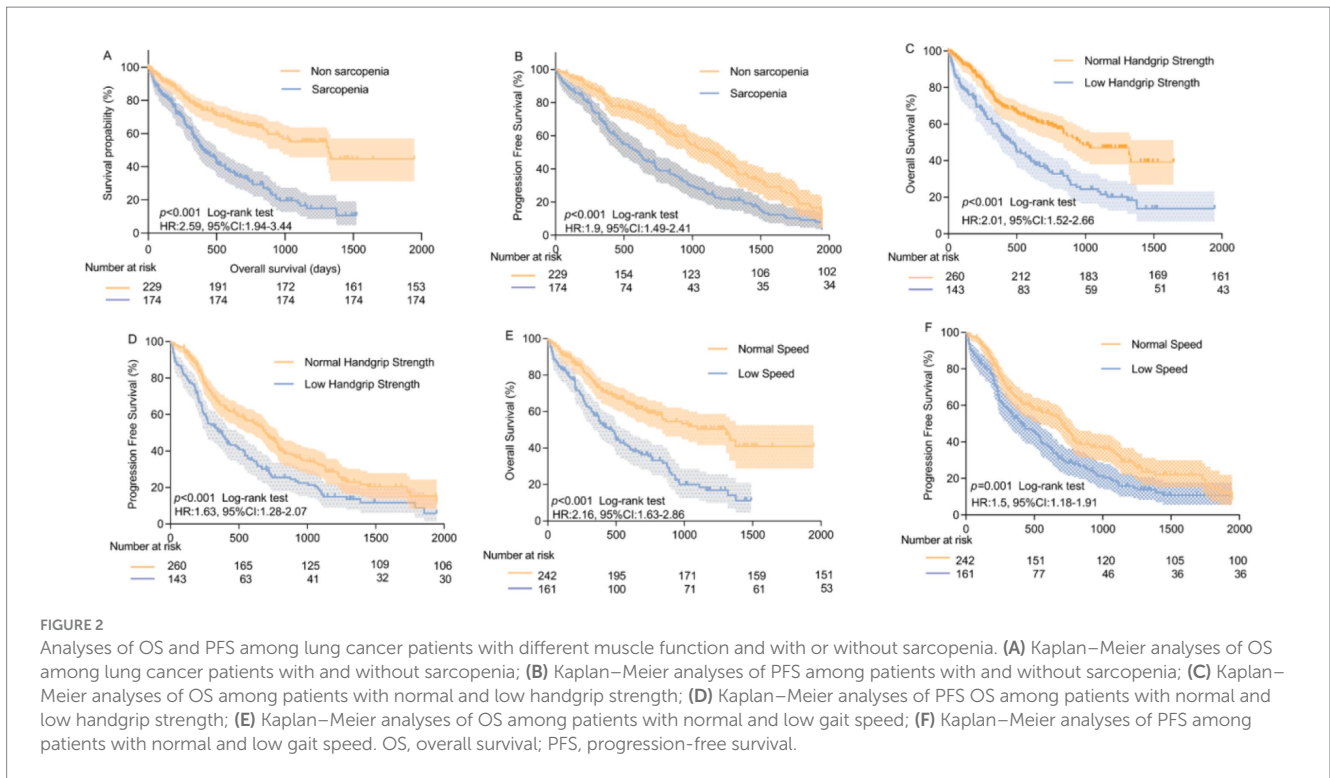 A
Survival propability (%)
100
80
60
40
20
0
Non sarcopenia
Sarcopenia
p<0.001 Log-rank test
HR:2.59, 95%CI:1.94-3.44
0 500 1000 1500 2000
Number at risk
Overall survival (days)
229 191 172 161 153
174 174 174 174 174
B
Progression Free Survival (%)
100
80
60
40
20
0
Non sarcopenia
Sarcopenia
p<0.001 Log-rank test
HR:1.9, 95%CI:1.49-2.41
0 500 1000 1500 2000
Number at risk
229 154 123 106 102
174 74 43 35 34
C
Overall Survival (%)
100
80
60
40
20
0
Normal Handgrip Strength
Low Handgrip Strength
p<0.001 Log-rank test
HR:2.01, 95%CI:1.52-2.66
0 500 1000 1500 2000
Number at risk
260 212 183 169 161
143 83 59 51 43
D
Progression Free Survival (%)
100
80
60
40
20
0
Normal Handgrip Strength
Low Handgrip Strength
p<0.001 Log-rank test
HR:1.63, 95%CI:1.28-2.07
0 500 1000 1500 2000
Number at risk
260 165 125 109 106
143 63 41 32 30
E
Overall Survival (%)
100
80
60
40
20
0
Normal Speed
Low Speed
p<0.001 Log-rank test
HR:2.16, 95%CI:1.63-2.86
0 500 1000 1500 2000
Number at risk
242 195 171 159 151
161 100 71 61 53
F
Progression Free Survival (%)
100
80
60
40
20
0
Normal Speed
Low Speed
p=0.001 Log-rank test
HR:1.5, 95%CI:1.18-1.91
0 500 1000 1500 2000
Number at risk
242 151 120 105 100
161 77 46 36 36
FIGURE 2
Analyses of OS and PFS among lung cancer patients with different muscle function and with or without sarcopenia. (A) Kaplan–Meier analyses of OS
among lung cancer patients with and without sarcopenia; (B) Kaplan–Meier analyses of PFS among patients with and without sarcopenia; (C) Kaplan–
Meier analyses of OS among patients with normal and low handgrip strength; (D) Kaplan–Meier analyses of PFS OS among patients with normal and
low handgrip strength; (E) Kaplan–Meier analyses of OS among patients with normal and low gait speed; (F) Kaplan–Meier analyses of PFS among
patients with normal and low gait speed. OS, overall survival; PFS, progression-free survival.